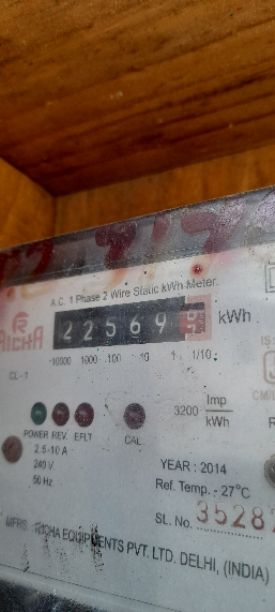 A.C. 1 Phase 2 Wire Static kWh Meter.
RICHA
22569
kWh
10000 1000 100 10 1 1/10
CL - 1
3200 Imp/kWh
POWER REV. EFLT CAL
2.5-10 A
240 V
50 Hz
YEAR : 2014
Ref. Temp. - 27°C
SL. No. 3528
MFRS : RICHA EQUIPMENTS PVT. LTD. DELHI, (INDIA)